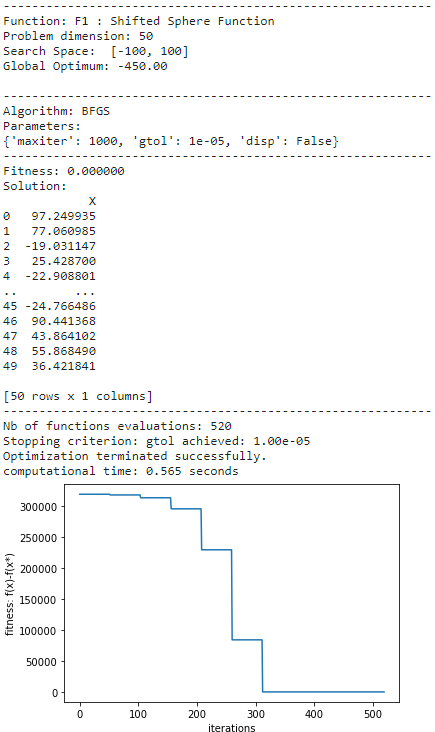 ------------------------------------------------------------
Function: F1 : Shifted Sphere Function
Problem dimension: 50
Search Space:  [-100, 100]
Global Optimum: -450.00
------------------------------------------------------------
Algorithm: BFGS
Parameters:
{'maxiter': 1000, 'gtol': 1e-05, 'disp': False}
------------------------------------------------------------
Fitness: 0.000000
Solution:
X
0   97.249935
1   77.060985
2  -19.031147
3   25.428700
4  -22.908801
..        ...
45 -24.766486
46  90.441368
47  43.864102
48  55.868490
49  36.421841
[50 rows x 1 columns]
------------------------------------------------------------
Nb of functions evaluations: 520
Stopping criterion: gtol achieved: 1.00e-05
Optimization terminated successfully.
computational time: 0.565 seconds
fitness: f(x)-f(x*)
300000
250000
200000
150000
100000
50000
0
0 100 200 300 400 500
iterations